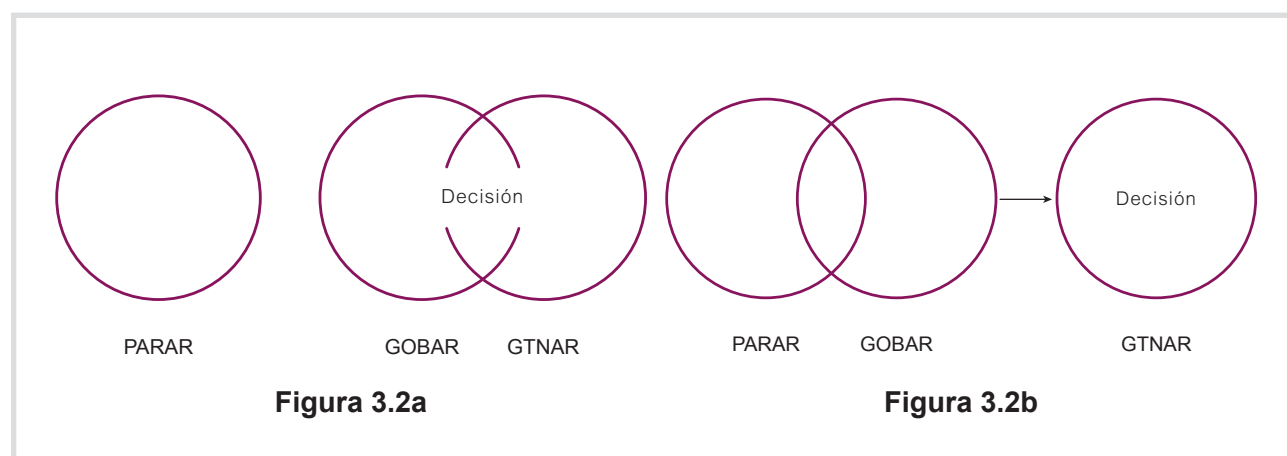 Decisión
PARAR GOBAR GTNAR
Figura 3.2a
Decisión
PARAR GOBAR GTNAR
Figura 3.2b